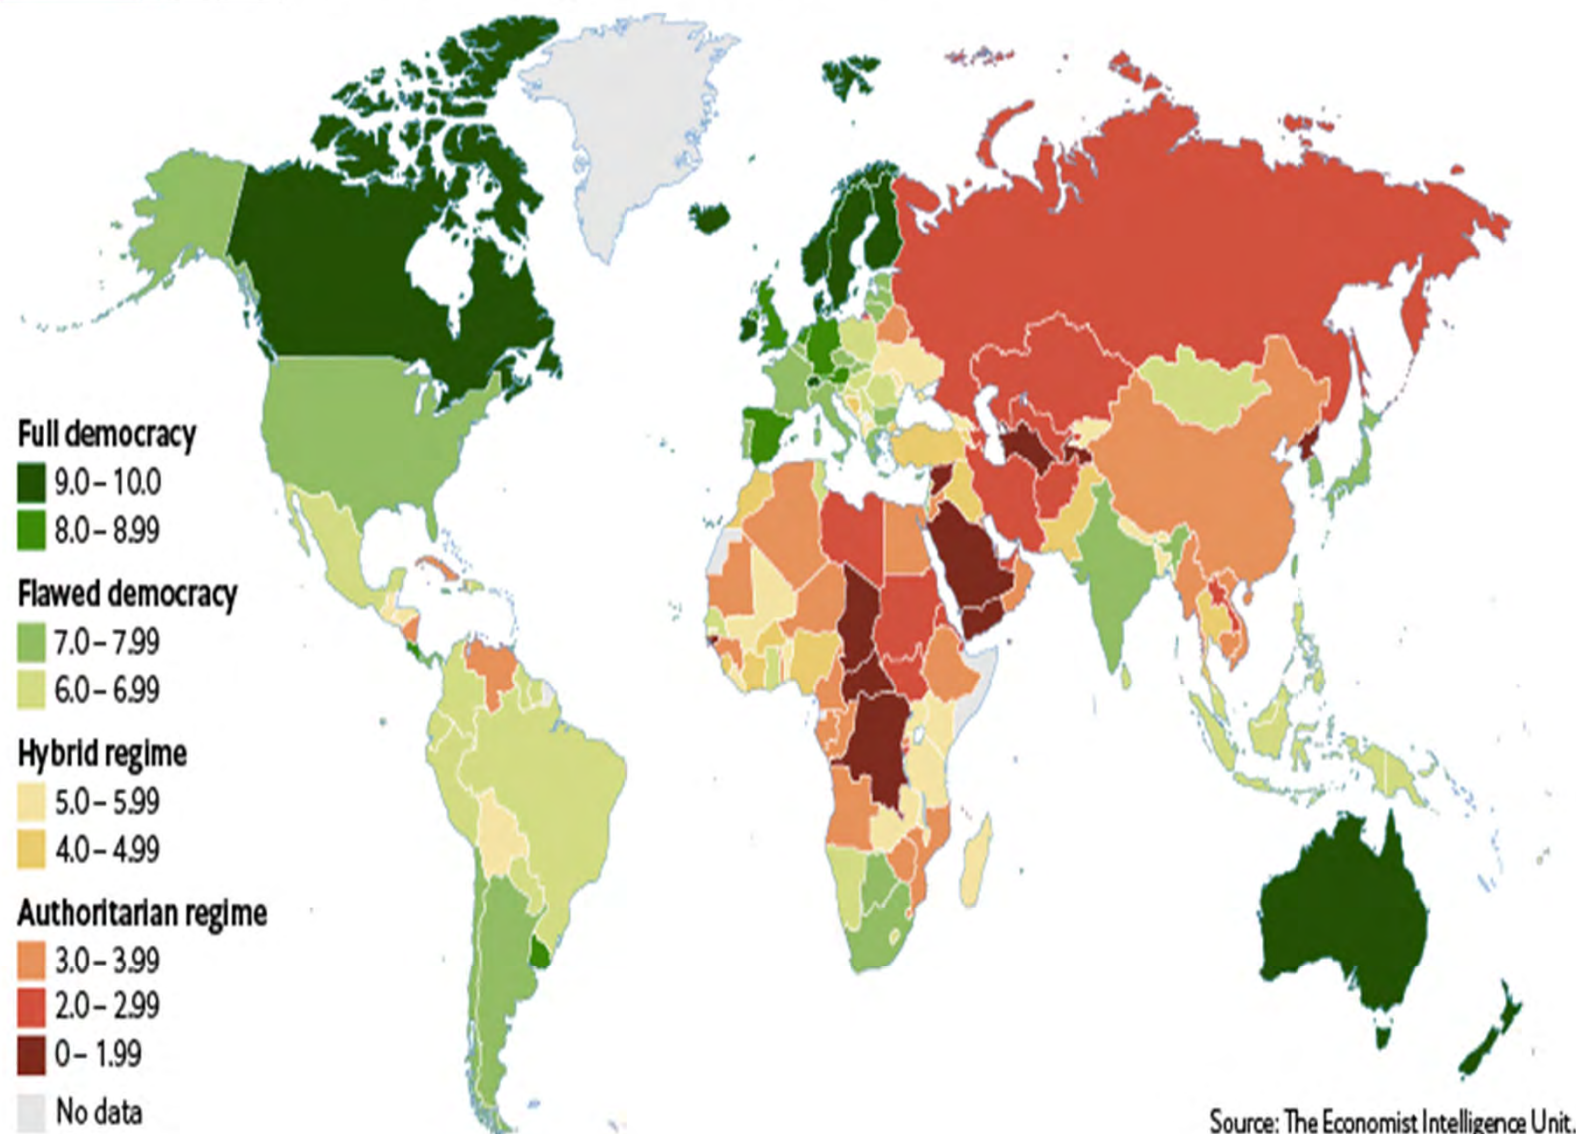 Full democracy
9.0 – 10.0
8.0 – 8.99
Flawed democracy
7.0 – 7.99
6.0 – 6.99
Hybrid regime
5.0 – 5.99
4.0 – 4.99
Authoritarian regime
3.0 – 3.99
2.0 – 2.99
0 – 1.99
No data
Source: The Economist Intelligence Unit.